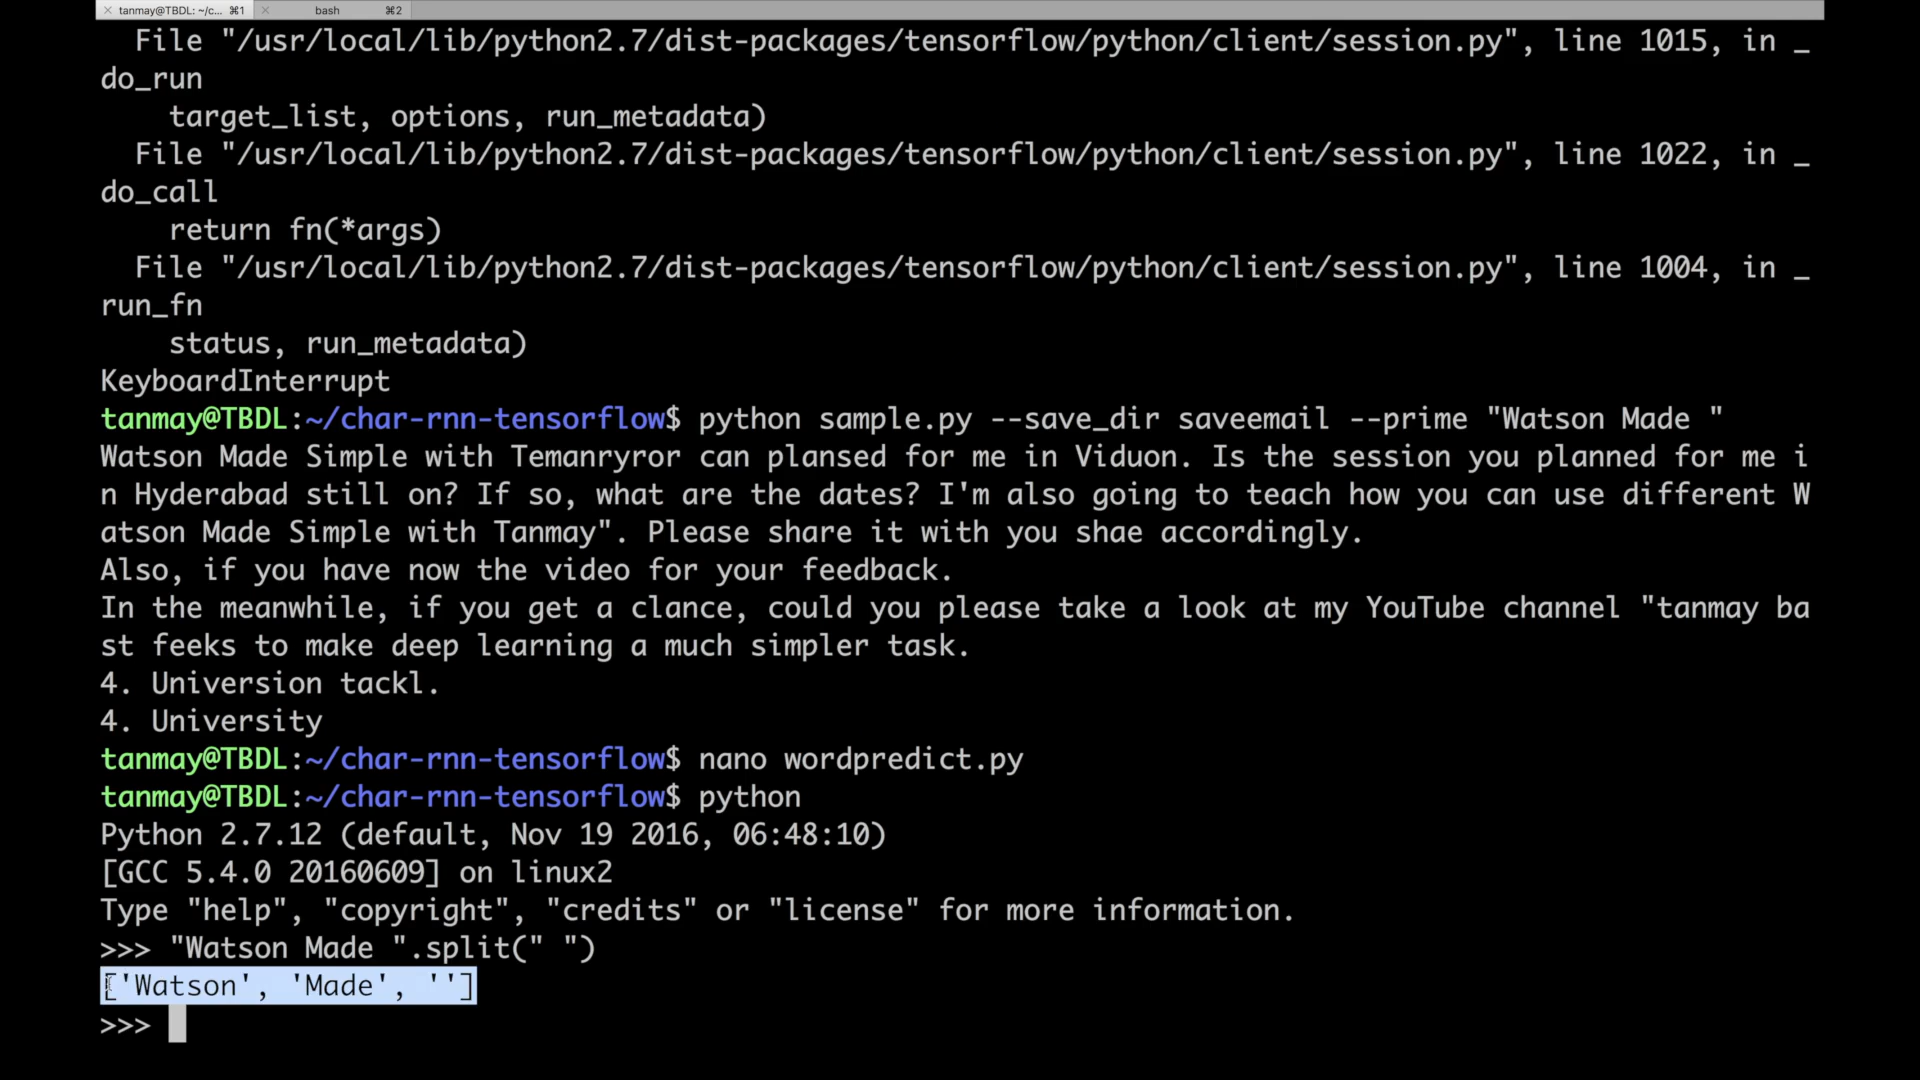 tanmay@TBDL: ~/c... ⌘1 bash ⌘2
File "/usr/local/lib/python2.7/dist-packages/tensorflow/python/client/session.py", line 1015, in _
do_run
target_list, options, run_metadata)
File "/usr/local/lib/python2.7/dist-packages/tensorflow/python/client/session.py", line 1022, in _
do_call
return fn(*args)
File "/usr/local/lib/python2.7/dist-packages/tensorflow/python/client/session.py", line 1004, in _
run_fn
status, run_metadata)
KeyboardInterrupt
tanmay@TBDL:~/char-rnn-tensorflow$ python sample.py --save_dir saveemail --prime "Watson Made "
Watson Made Simple with Temanryror can plansed for me in Viduon. Is the session you planned for me i
n Hyderabad still on? If so, what are the dates? I'm also going to teach how you can use different W
atson Made Simple with Tanmay". Please share it with you shae accordingly.
Also, if you have now the video for your feedback.
In the meanwhile, if you get a clance, could you please take a look at my YouTube channel "tanmay ba
st feeks to make deep learning a much simpler task.
4. Universion tackl.
4. University
tanmay@TBDL:~/char-rnn-tensorflow$ nano wordpredict.py
tanmay@TBDL:~/char-rnn-tensorflow$ python
Python 2.7.12 (default, Nov 19 2016, 06:48:10)
[GCC 5.4.0 20160609] on linux2
Type "help", "copyright", "credits" or "license" for more information.
>>> "Watson Made ".split(" ")
['Watson', 'Made', '']
>>>